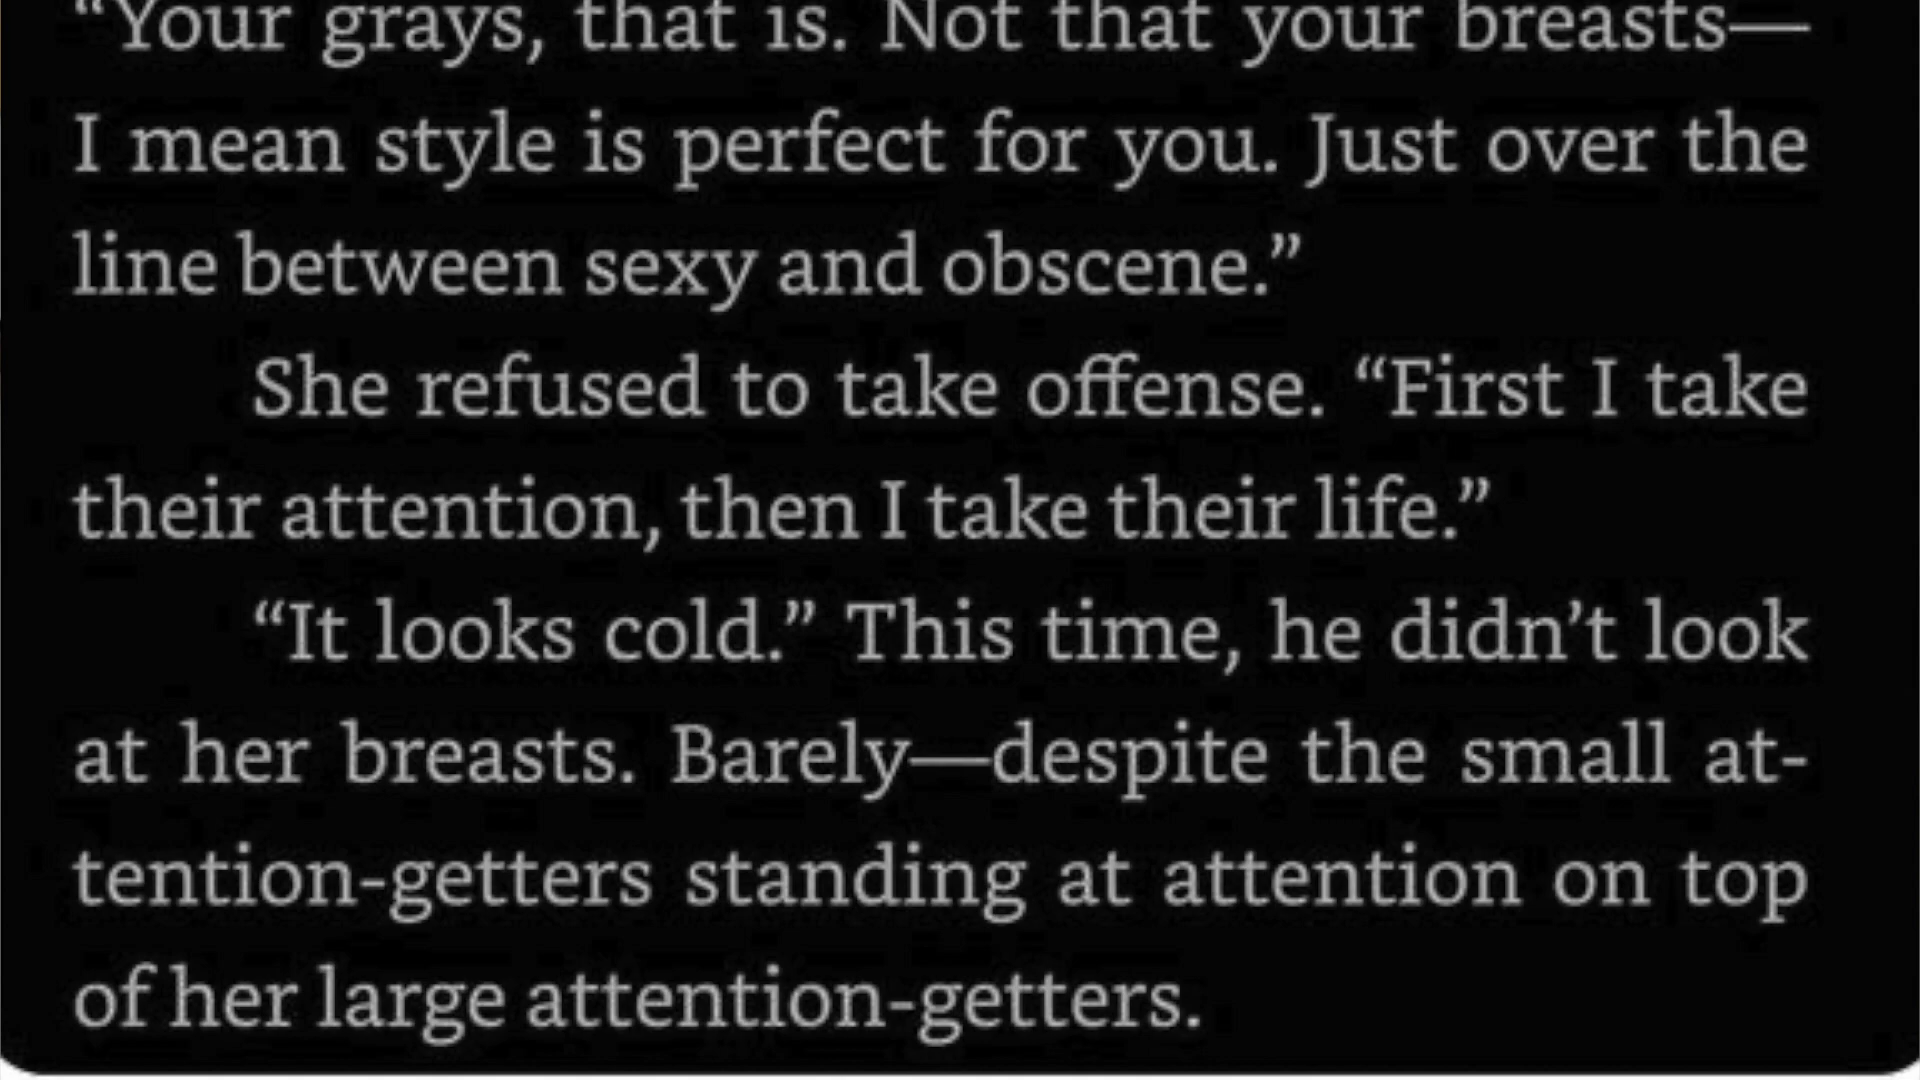 “Your grays, that is. Not that your breasts—
I mean style is perfect for you. Just over the
line between sexy and obscene.”
She refused to take offense. “First I take
their attention, then I take their life.”
“It looks cold.” This time, he didn’t look
at her breasts. Barely—despite the small at-
tention-getters standing at attention on top
of her large attention-getters.